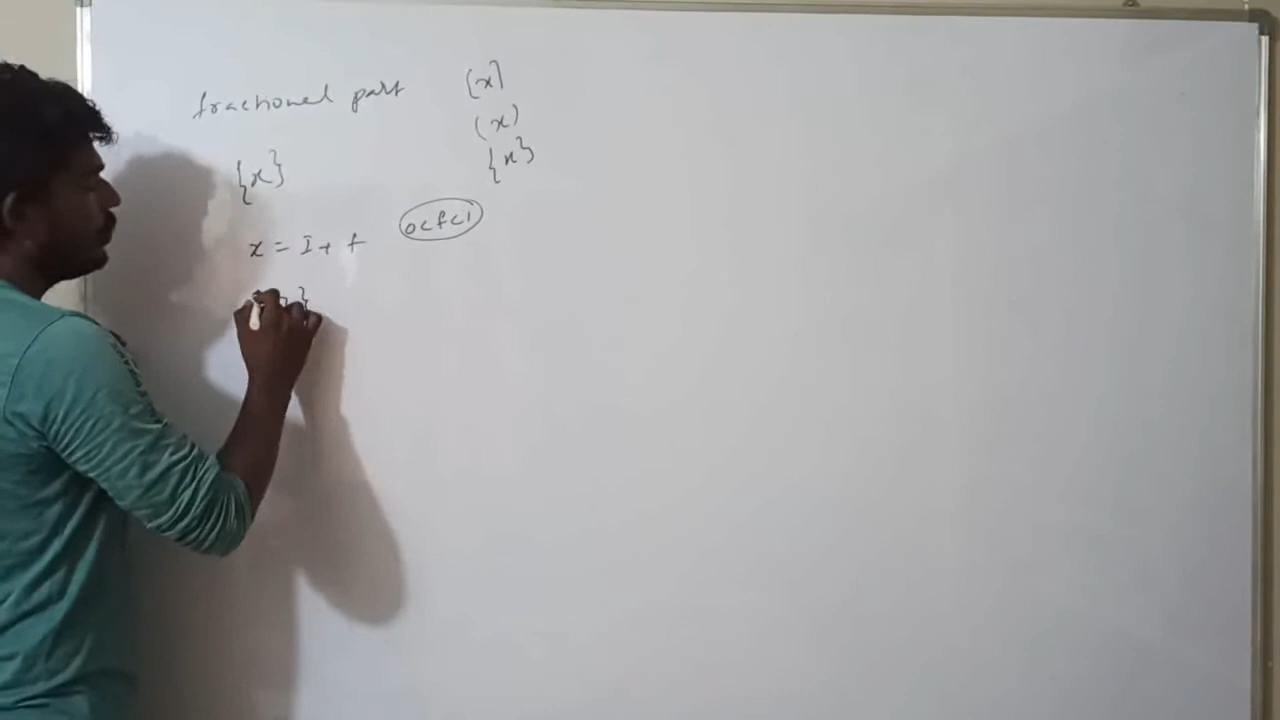 fractional part [x]
(x)
{x} {x}
x = I + f 0<f<1
}